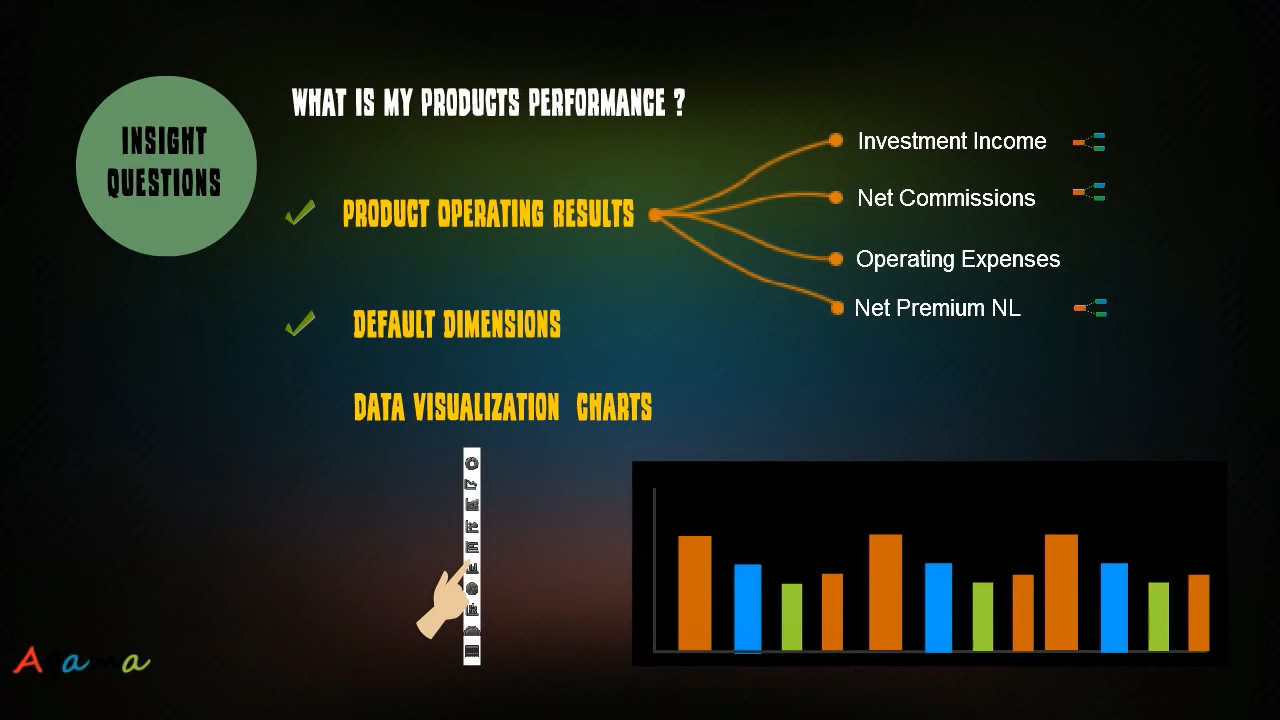 INSIGHT
QUESTIONS
WHAT IS MY PRODUCTS PERFORMANCE ?
PRODUCT OPERATING RESULTS
Investment Income
Net Commissions
Operating Expenses
Net Premium NL
DEFAULT DIMENSIONS
DATA VISUALIZATION CHARTS